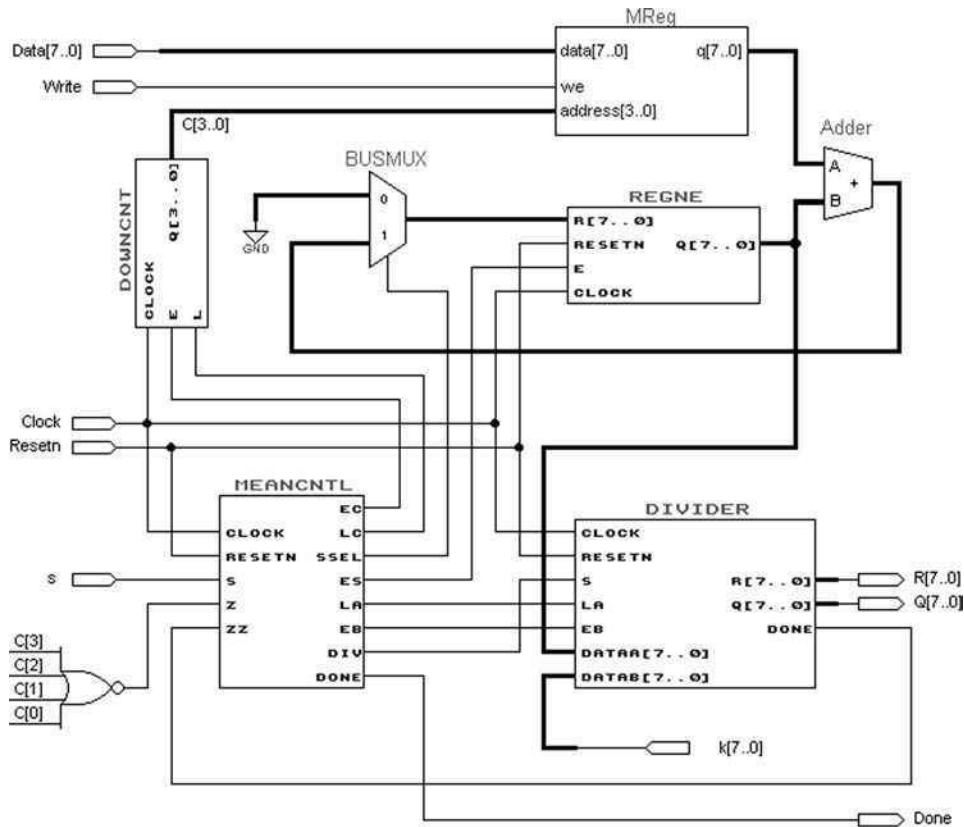 MReg
Data[7..0]
data[7..0]
q[7..0]
Write
we
C[3..0]
address[3..0]
Adder
BUSMUX
A
+
B
DOWNCNT
Q[3..0]
CLOCK
E
L
0
1
GND
REGNE
R[7..0]
RESETN
Q[7..0]
E
CLOCK
Clock
Resetn
MEANCNTL
EC
CLOCK
LC
RESETN
SSEL
s
S
ES
Z
LA
ZZ
EB
DIV
DONE
C[3]
C[2]
C[1]
C[0]
DIVIDER
CLOCK
RESETN
S
R[7..0]
R[7..0]
LA
Q[7..0]
Q[7..0]
EB
DONE
DATAA[7..0]
DATAB[7..0]
k[7..0]
Done